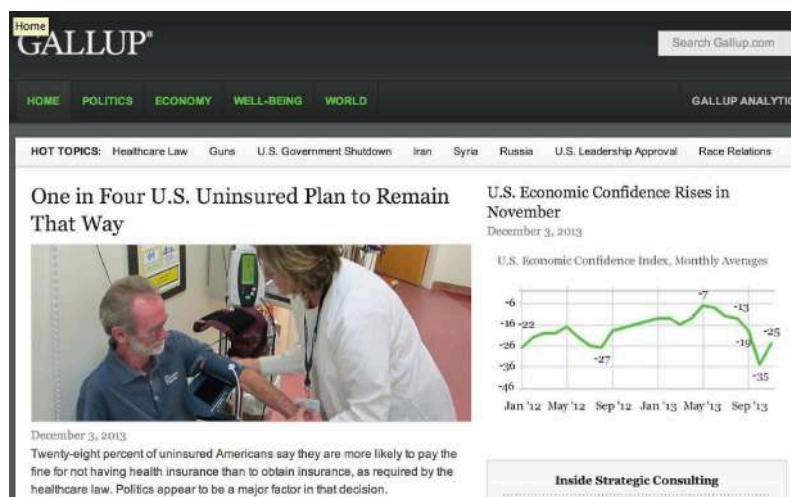 Home
GALLUP®
Search Gallup.com
HOME POLITICS ECONOMY WELL-BEING WORLD
GALLUP ANALYTIC
HOT TOPICS: Healthcare Law Guns U.S. Government Shutdown Iran Syria Russia U.S. Leadership Approval Race Relations
One in Four U.S. Uninsured Plan to Remain
That Way
December 3, 2013
Twenty-eight percent of uninsured Americans say they are more likely to pay the
fine for not having health insurance than to obtain insurance, as required by the
healthcare law. Politics appear to be a major factor in that decision.
U.S. Economic Confidence Rises in
November
December 3, 2013
U.S. Economic Confidence Index, Monthly Averages
-6
-16
-26
-36
-46
-22
-27
-7
-13
-19
-25
-35
Jan '12 May '12 Sep '12 Jan '13 May '13 Sep '13
Inside Strategic Consulting